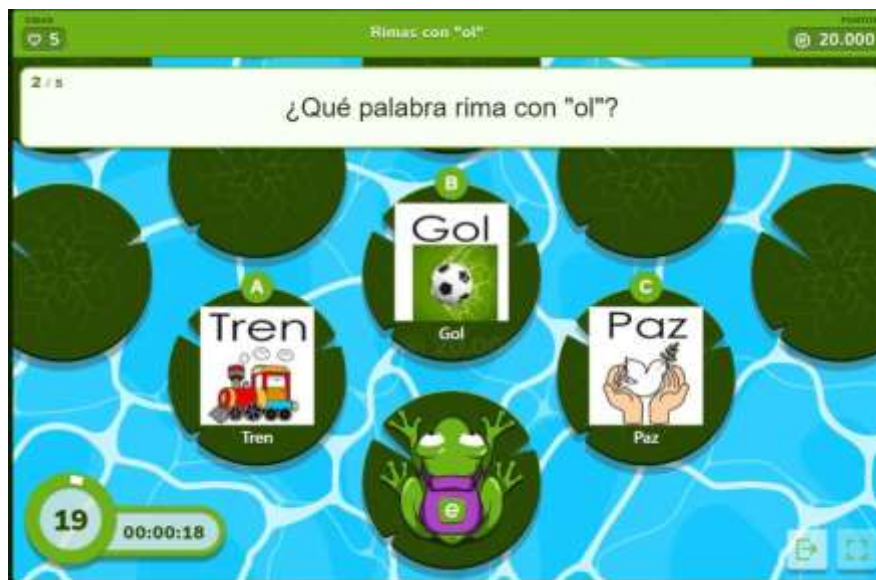 VIDAS
5
Rimas con "ol"
20.000
2 / 5
¿Qué palabra rima con "ol"?
B
Gol
Gol
A
Tren
Tren
C
Paz
Paz
e
19
00:00:18